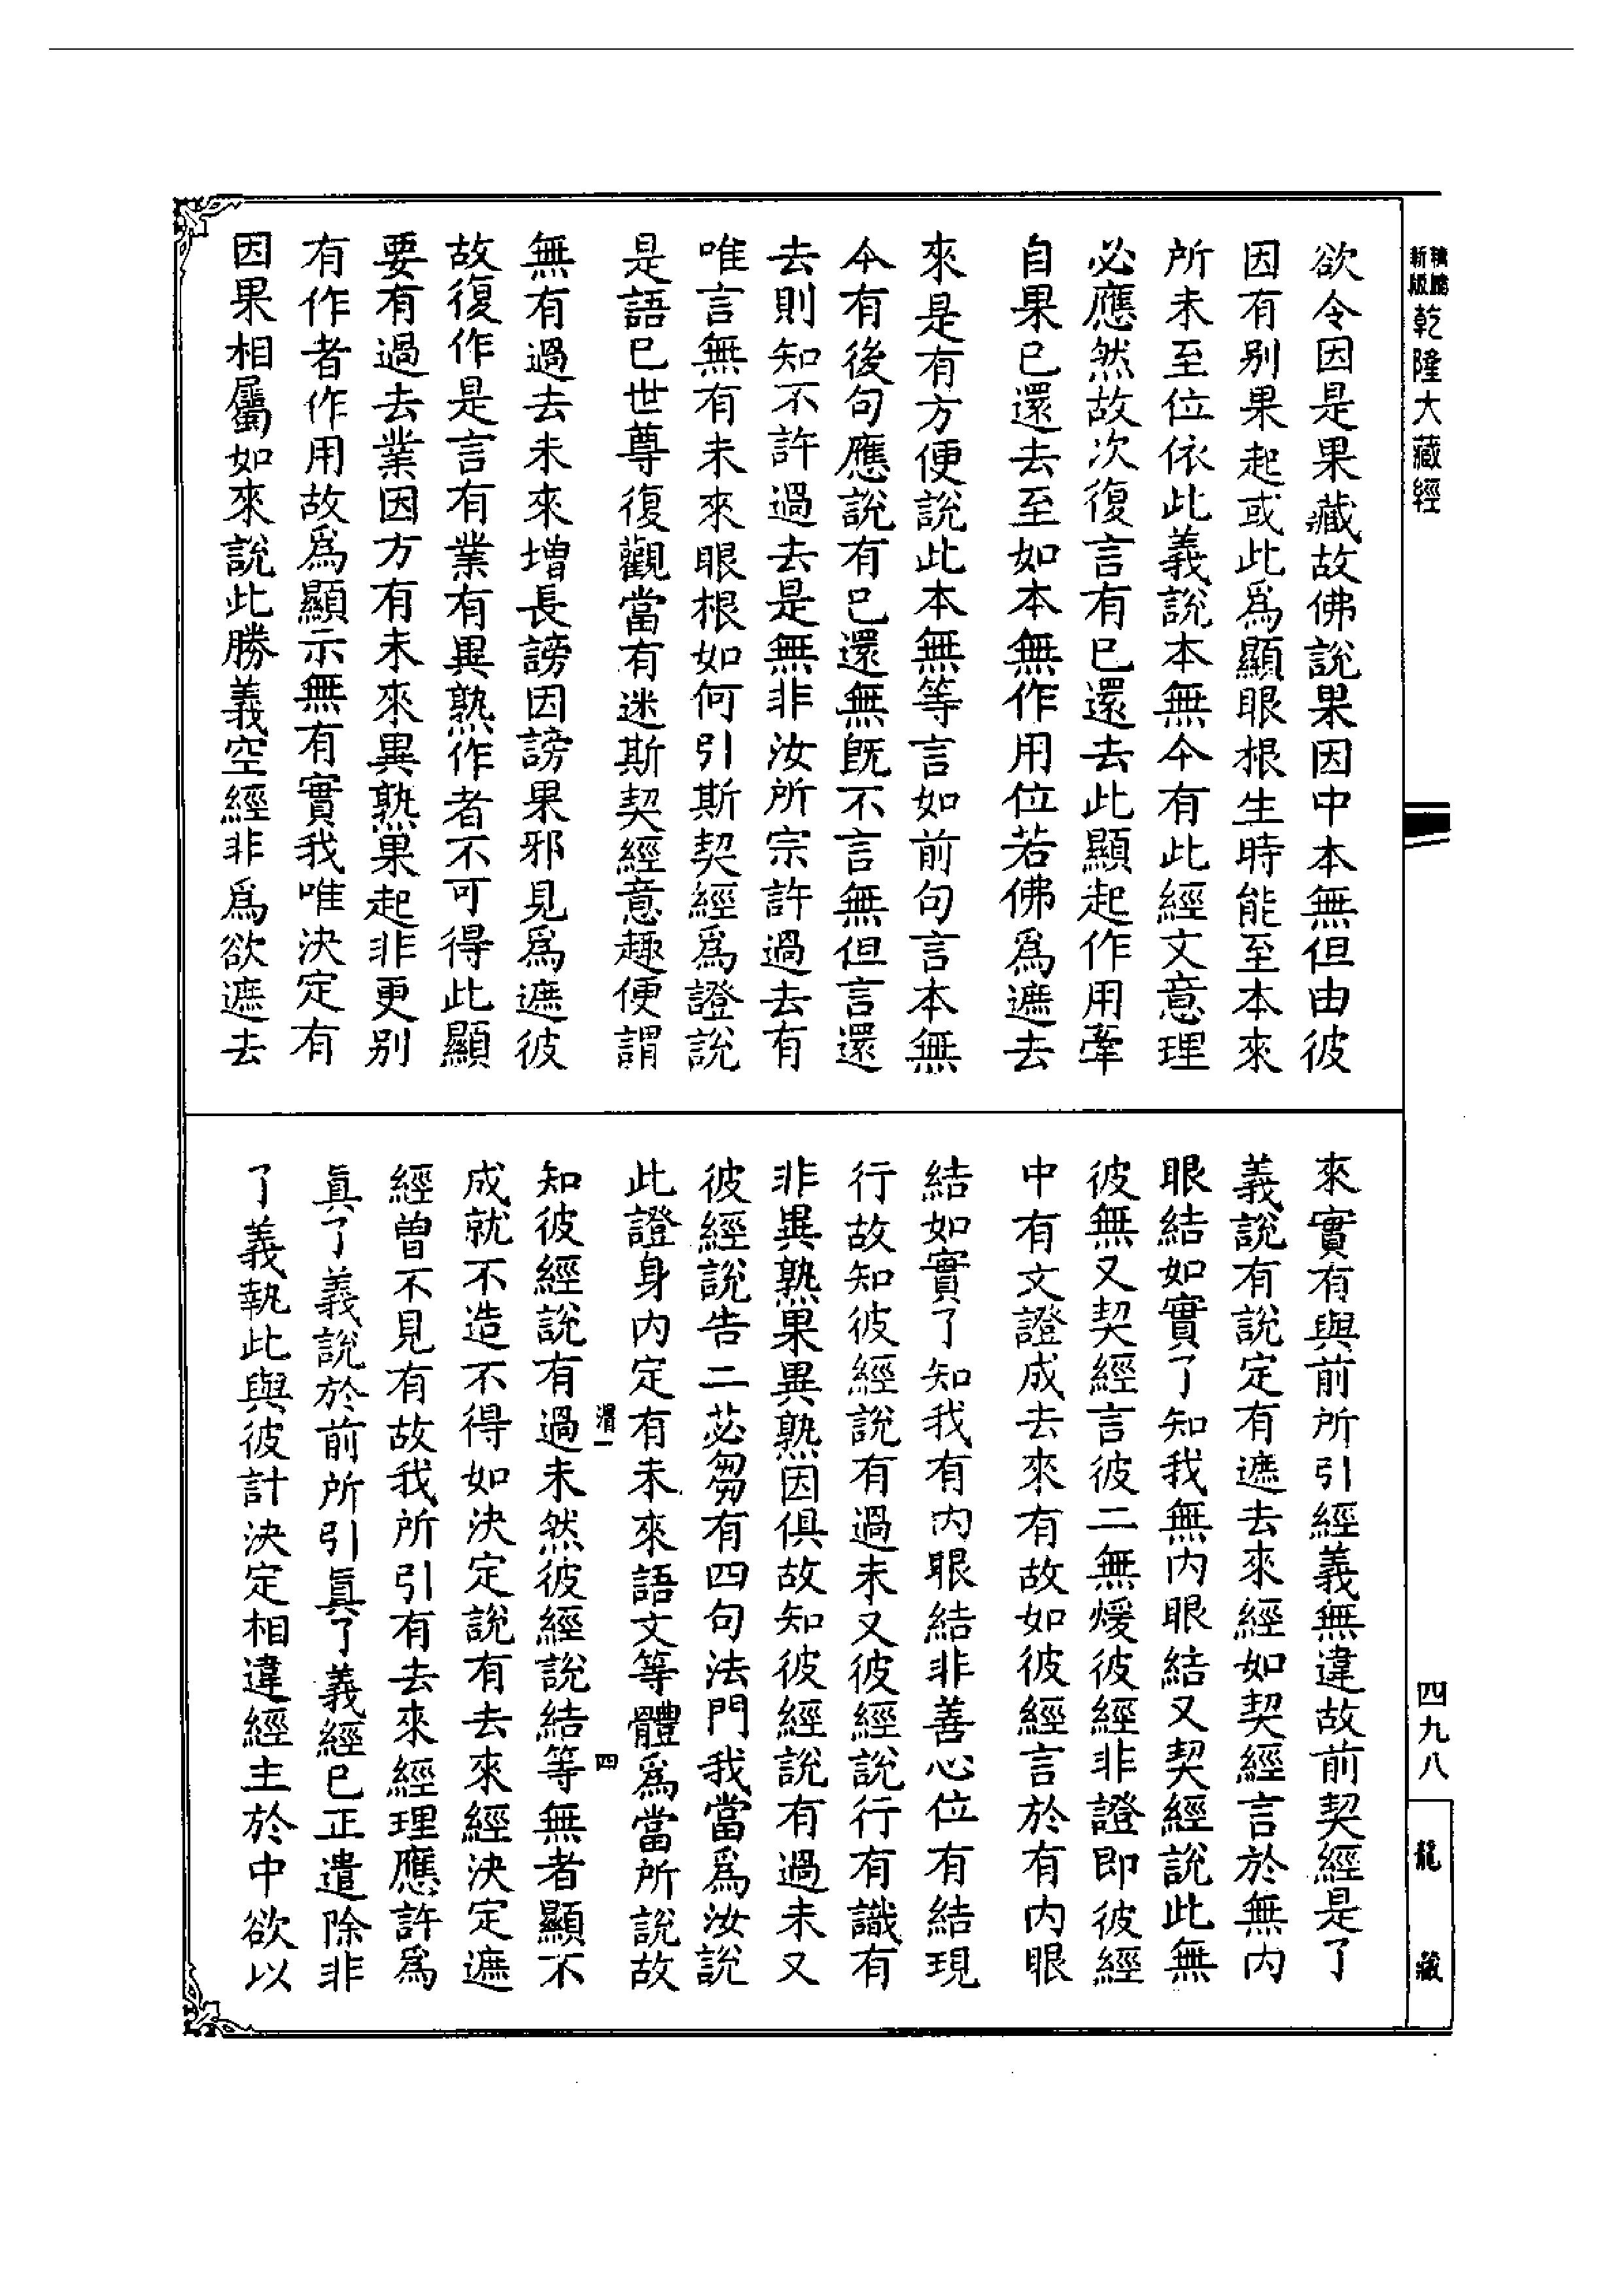 新版
乾隆大藏經
欲令因是果藏故佛說果因中本無但由彼
因有別果起或此為顯眼根生時能至本來
所未至位依此義說本無今有此經文意理
必應然故次復言有已還去此顯起作用牽
自果已還去至如本無作用位若佛為遮去
來是有方便說此本無等言如前句言本無
今有後句應說有已還無旣不言無但言還
去則知不許過去是無非汝所宗許過去有
唯言無有未來眼根如何引斯契經為證說
是語已世尊復觀當有迷斯契經意趣便謂
無有過去未來增長謗因謗果邪見為遮彼
故復作是言有業有異熟作者不可得此顯
要有過去業因方有未來異熟果起非更別
有作者作用故為顯示無有實我唯決定有
因果相屬如來說此勝義空經非為欲遮去
來實有與前所引經義無違故前契經是了
義說有說定有遮去來經如契經言於無內
眼結如實了知我無內眼結又契經說此無
彼無又契經言彼二無煖彼經非證即彼經
中有文證成去來有故如彼經言於有內眼
結如實了知我有內眼結非善心位有結現
行故知彼經說有過未又彼經說行有識有
非異熟果異熟因俱故知彼經說有過未又
彼經說告二苾芻有四句法門我當為汝說
此證身內定有未來語文等體為當所說故
知彼經說有過未然彼經說結等無者顯不
成就不造不得如決定說有去來經決定遮
經曾不見有故我所引有去來經理應許為
眞了義說於前所引眞了義經已正遣除非
了義執此與彼計決定相違經主於中欲以
渭一
四
四九八
龍藏